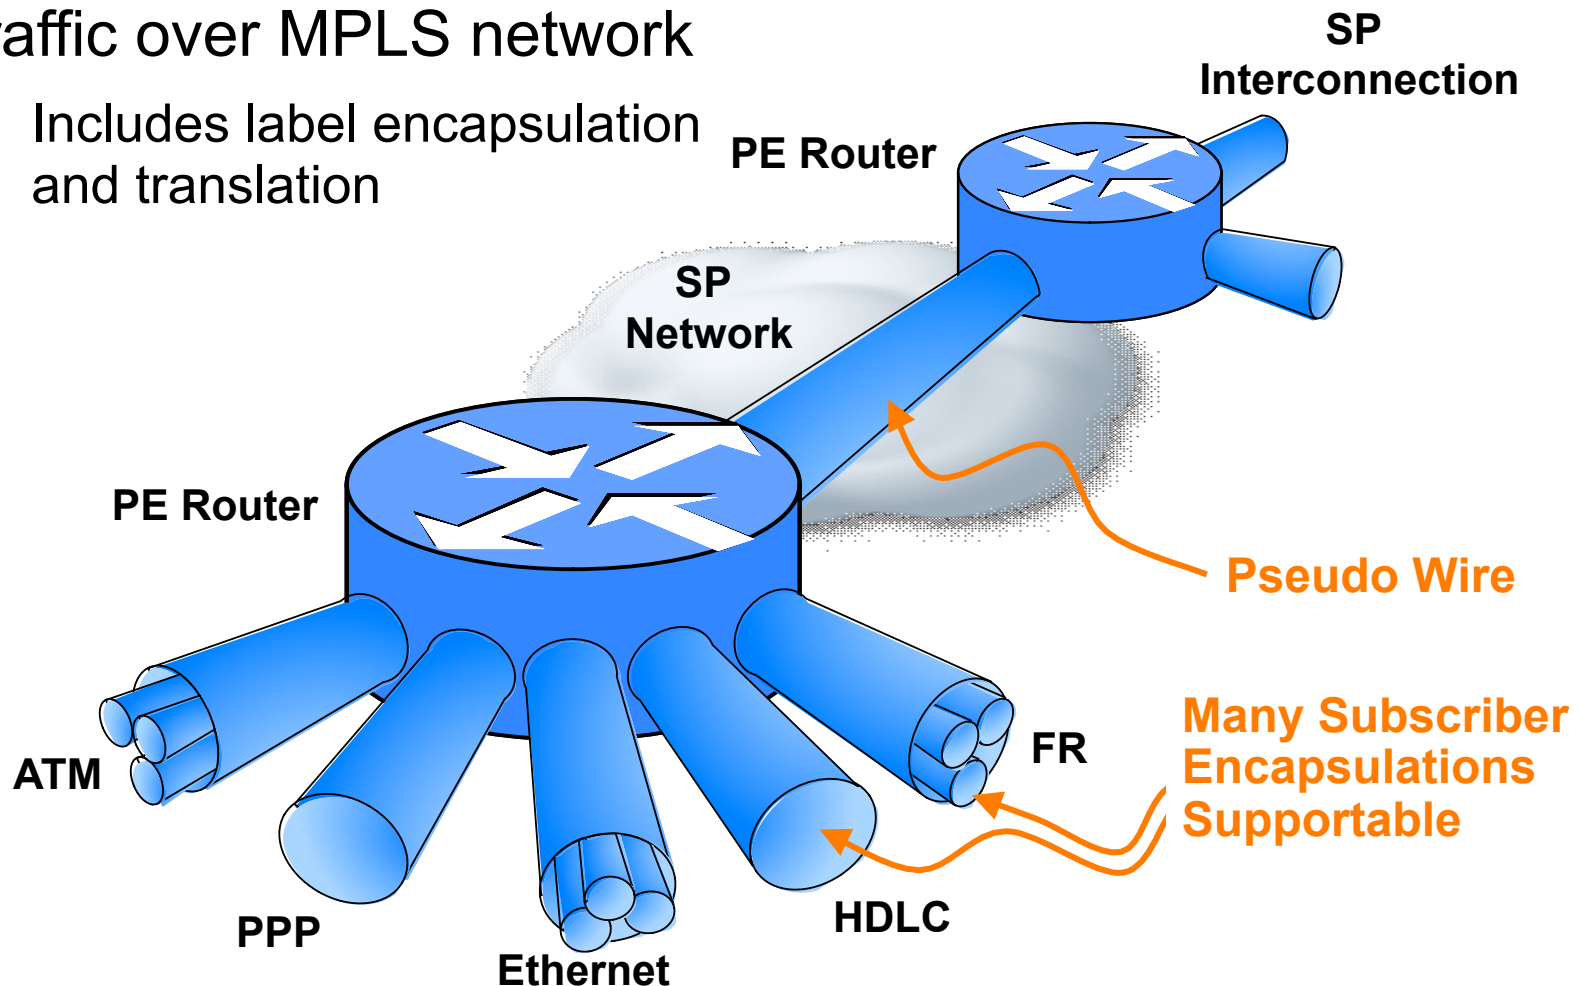 raffic over MPLS network
Includes label encapsulation
and translation
SP
Interconnection
PE Router
SP
Network
PE Router
Pseudo Wire
Many Subscriber
Encapsulations
Supportable
ATM
FR
PPP
HDLC
Ethernet